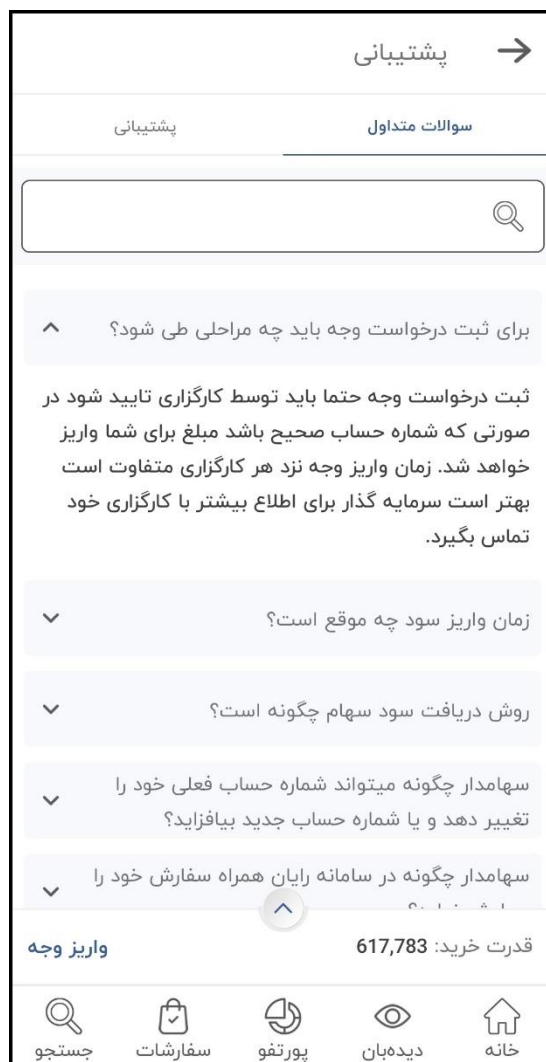 پشتیبانی
سوالات متداول
پشتیبانی
برای ثبت درخواست وجه باید چه مراحلی طی شود؟
ثبت درخواست وجه حتما باید توسط کارگزاری تایید شود در
صورتی که شماره حساب صحیح باشد مبلغ برای شما واریز
خواهد شد. زمان واریز وجه نزد هر کارگزاری متفاوت است
بهتر است سرمایه گذار برای اطلاع بیشتر با کارگزاری خود
تماس بگیرد.
زمان واریز سود چه موقع است؟
روش دریافت سود سهام چگونه است؟
سهامدار چگونه میتواند شماره حساب فعلی خود را
تغییر دهد و یا شماره حساب جدید بیافزاید؟
سهامدار چگونه در سامانه رایان همراه سفارش خود را
قدرت خرید: 617,783
واریز وجه
خانه
دیده‌بان
پورتفو
سفارشات
جستجو